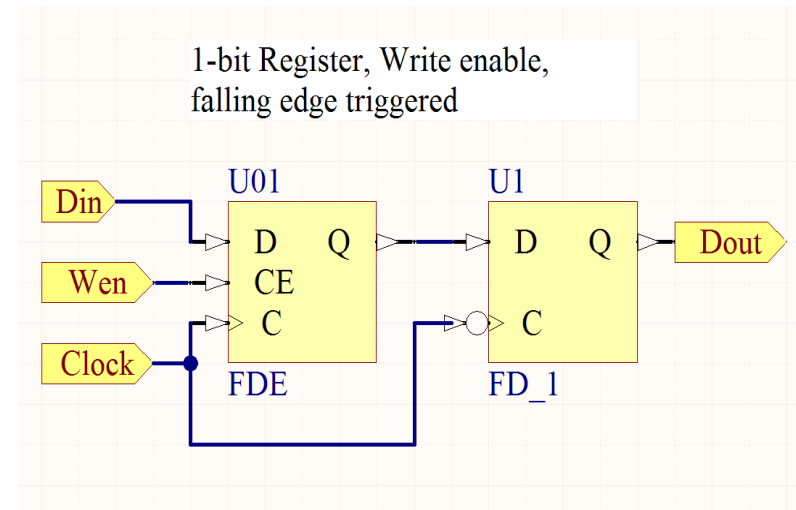 1-bit Register, Write enable,
falling edge triggered
U01
U1
Din
D Q
D Q
Dout
Wen
CE
C
C
Clock
FDE
FD_1